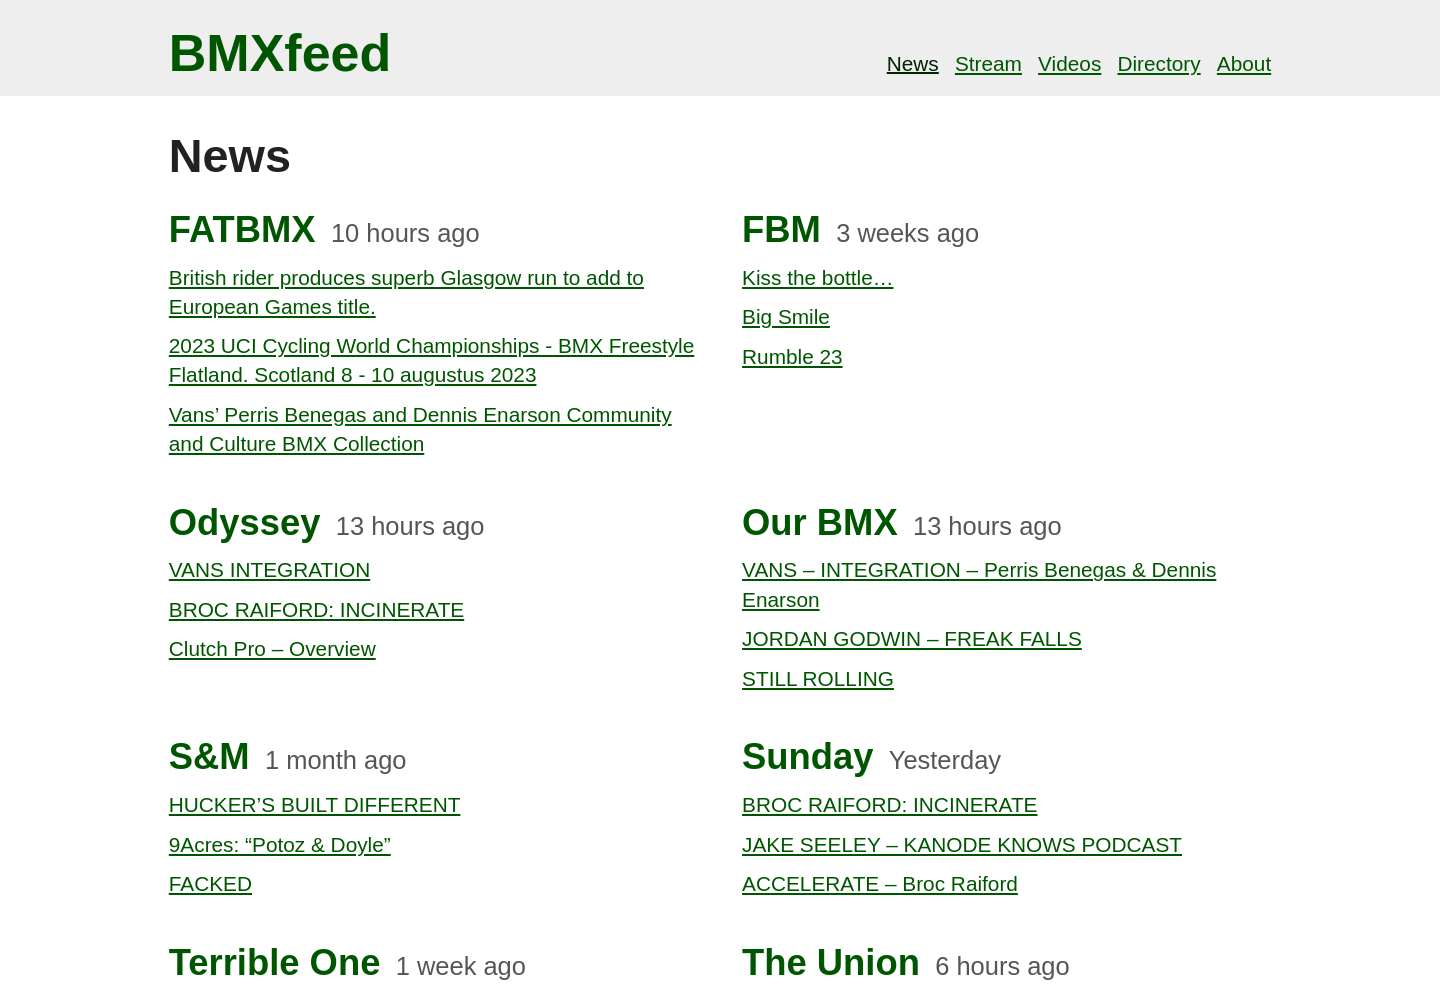 BMXfeed
News Stream Videos Directory About
News
FATBMX 10 hours ago
British rider produces superb Glasgow run to add to
European Games title.
2023 UCI Cycling World Championships - BMX Freestyle
Flatland. Scotland 8 - 10 augustus 2023
Vans’ Perris Benegas and Dennis Enarson Community
and Culture BMX Collection
FBM 3 weeks ago
Kiss the bottle…
Big Smile
Rumble 23
Odyssey 13 hours ago
VANS INTEGRATION
BROC RAIFORD: INCINERATE
Clutch Pro – Overview
Our BMX 13 hours ago
VANS – INTEGRATION – Perris Benegas & Dennis
Enarson
JORDAN GODWIN – FREAK FALLS
STILL ROLLING
S&M 1 month ago
HUCKER’S BUILT DIFFERENT
9Acres: “Potoz & Doyle”
FACKED
Sunday Yesterday
BROC RAIFORD: INCINERATE
JAKE SEELEY – KANODE KNOWS PODCAST
ACCELERATE – Broc Raiford
Terrible One 1 week ago
The Union 6 hours ago